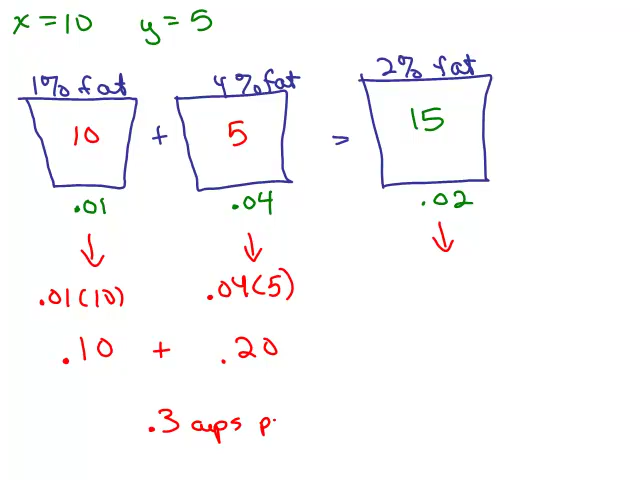 x = 10 y = 5
1% fat 4% fat 2% fat
10 + 5 = 15
.01 .04 .02
.01(10) .04(5)
.10 + .20
.3 cups p